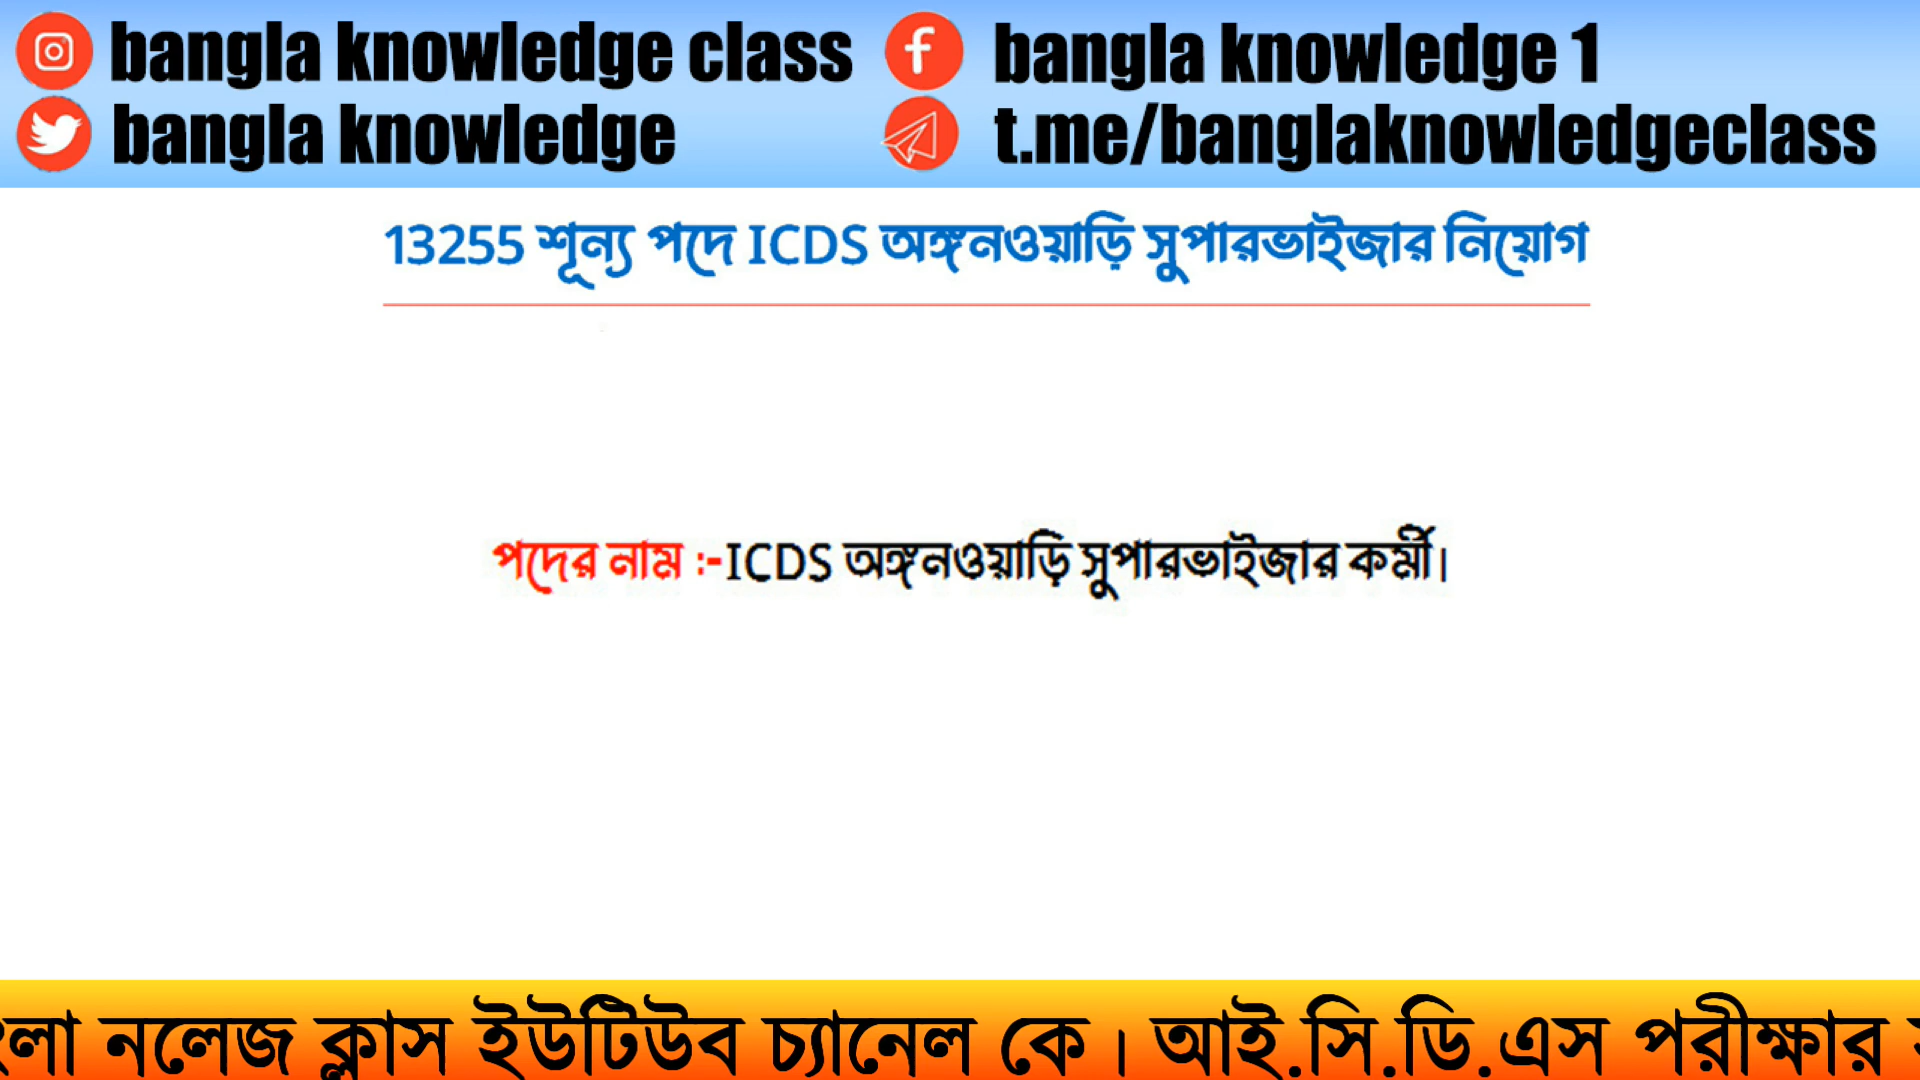 bangla knowledge class
bangla knowledge 1
bangla knowledge
t.me/banglaknowledgeclass
13255 শূন্য পদে ICDS অঙ্গনওয়াড়ি সুপারভাইজার নিয়োগ
পদের নাম :-ICDS অঙ্গনওয়াড়ি সুপারভাইজার কর্মী।
নলেজ ক্লাস ইউটিউব চ্যানেল কে । আই.সি.ডি.এস পরীক্ষার